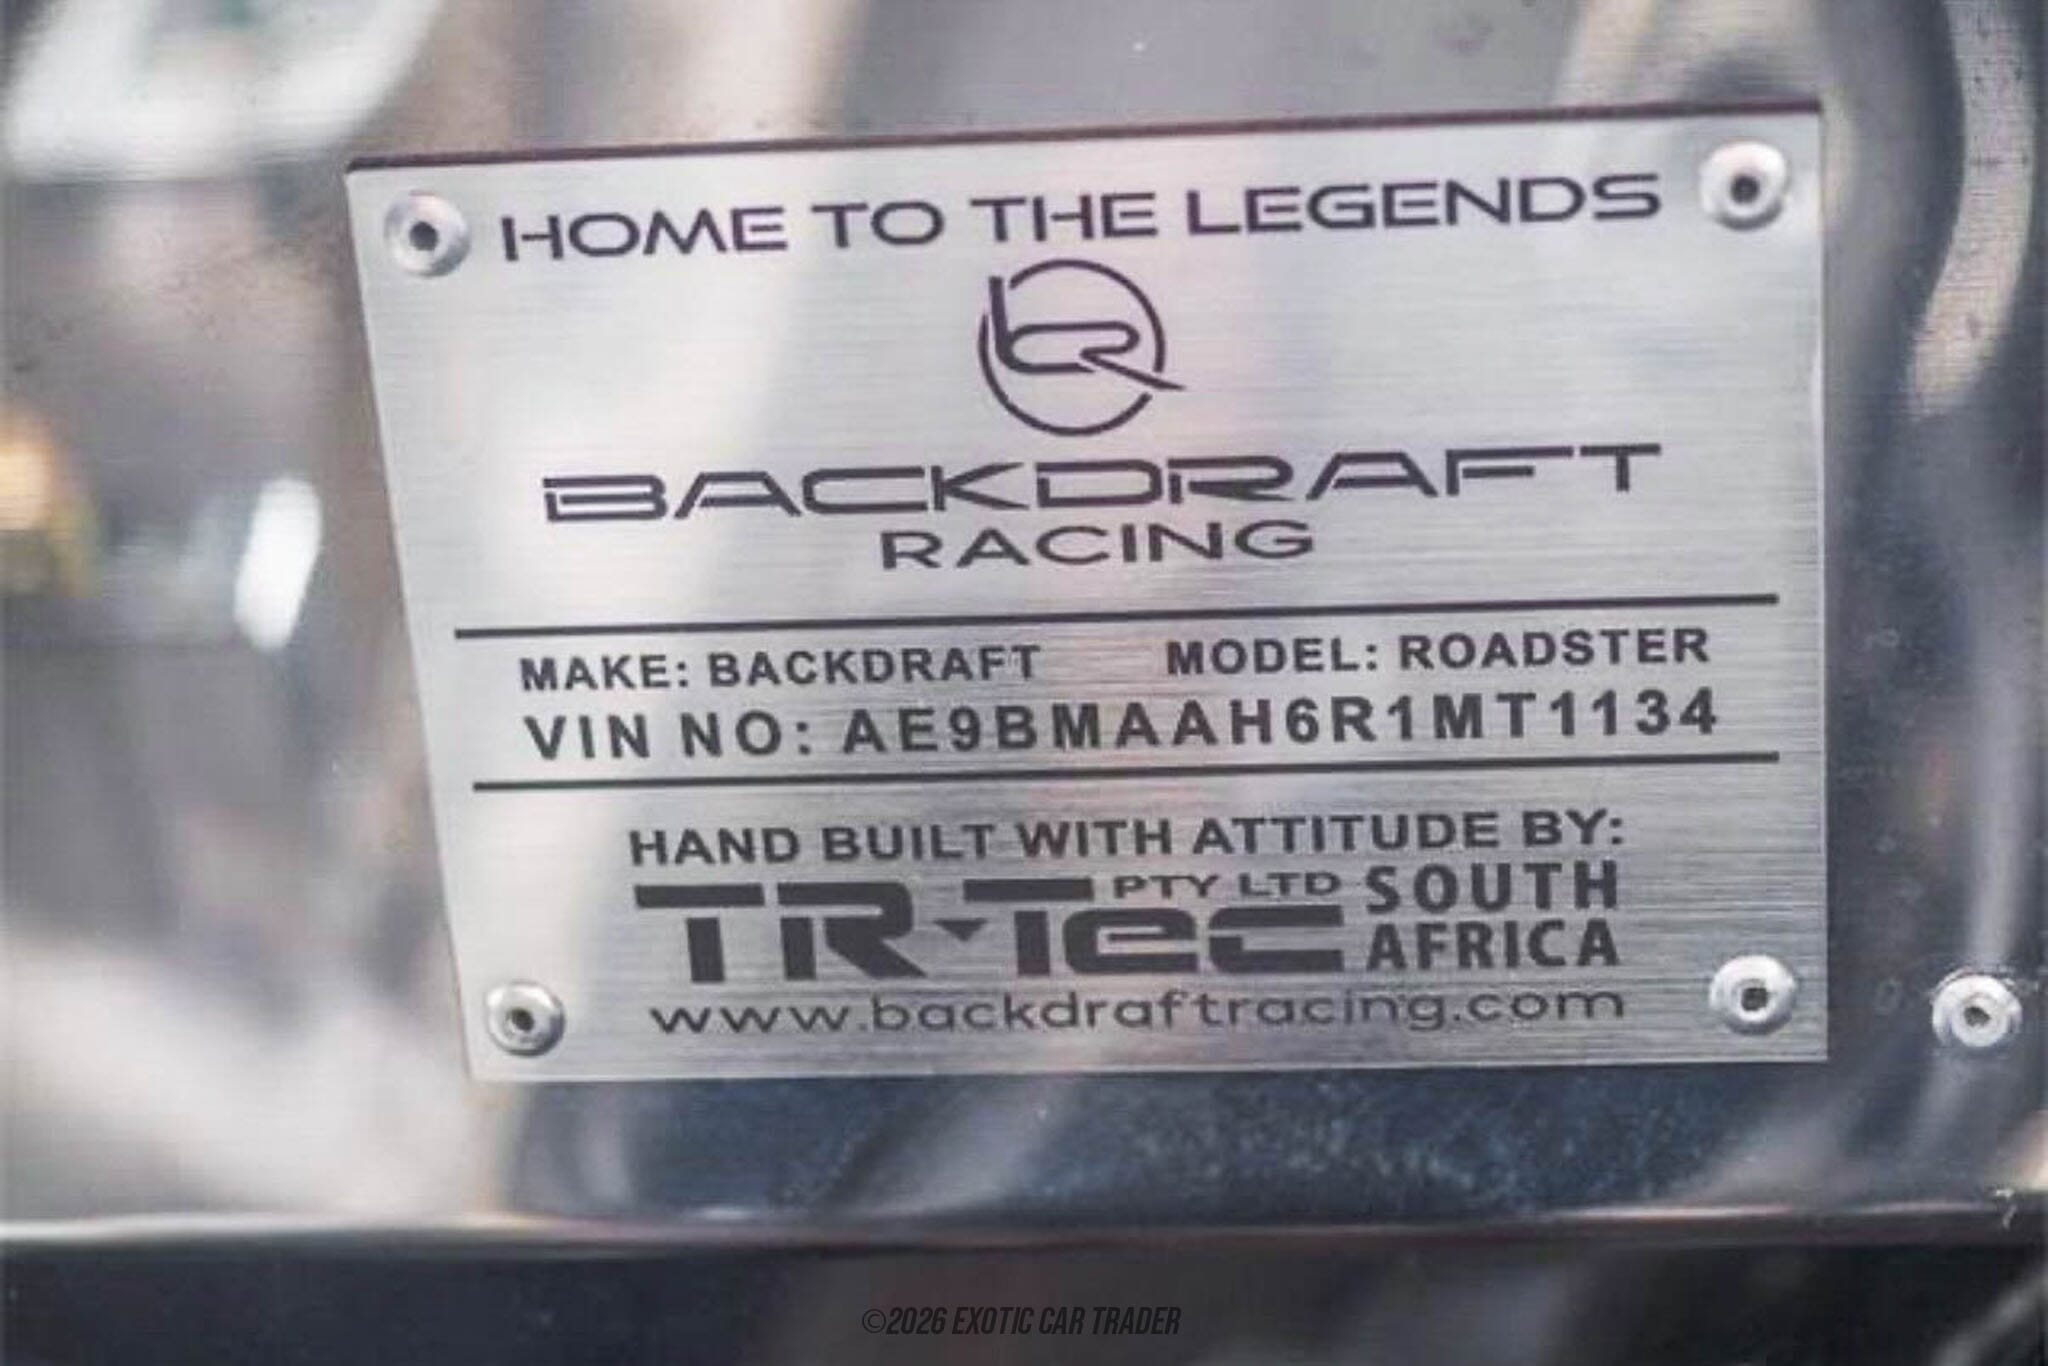 HOME TO THE LEGENDS
BACKDRAFT
RACING
MAKE: BACKDRAFT MODEL: ROADSTER
VIN NO: AE9BMAAH6R1MT1134
HAND BUILT WITH ATTITUDE BY:
TR-Tec PTY LTD SOUTH
AFRICA
www.backdraftracing.com
©2026 EXOTIC CAR TRADER